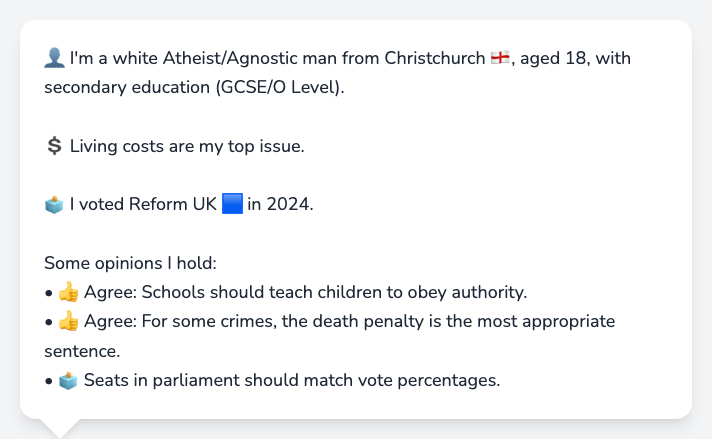 👤 I'm a white Atheist/Agnostic man from Christchurch 🏴󠁧󠁢󠁥󠁮󠁧󠁿, aged 18, with
secondary education (GCSE/O Level).
💲 Living costs are my top issue.
🗳️ I voted Reform UK 🟦 in 2024.
Some opinions I hold:
• 👍 Agree: Schools should teach children to obey authority.
• 👍 Agree: For some crimes, the death penalty is the most appropriate
sentence.
• 🗳️ Seats in parliament should match vote percentages.